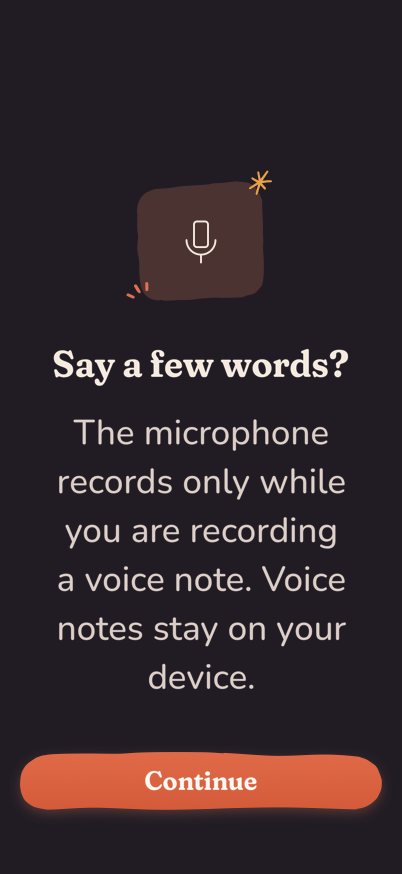 Say a few words?
The microphone
records only while
you are recording
a voice note. Voice
notes stay on your
device.
Continue